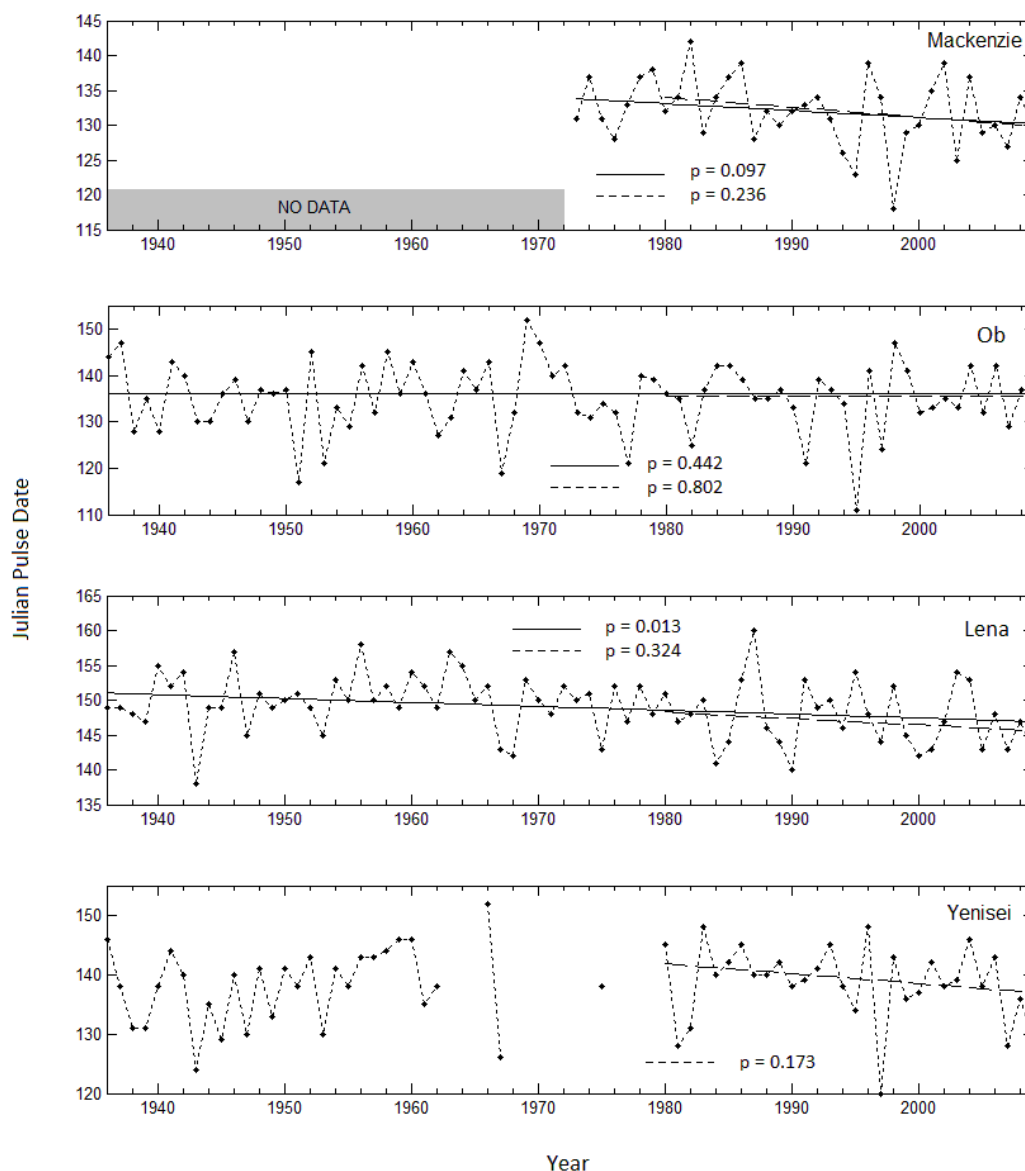 Julian Pulse Date
145
140
135
130
125
120
115
Mackenzie
p = 0.097
p = 0.236
NO DATA
1940 1950 1960 1970 1980 1990 2000
150
140
130
120
110
Ob
p = 0.442
p = 0.802
1940 1950 1960 1970 1980 1990 2000
165
160
155
150
145
140
135
Lena
p = 0.013
p = 0.324
1940 1950 1960 1970 1980 1990 2000
150
140
130
120
Yenisei
p = 0.173
1940 1950 1960 1970 1980 1990 2000
Year